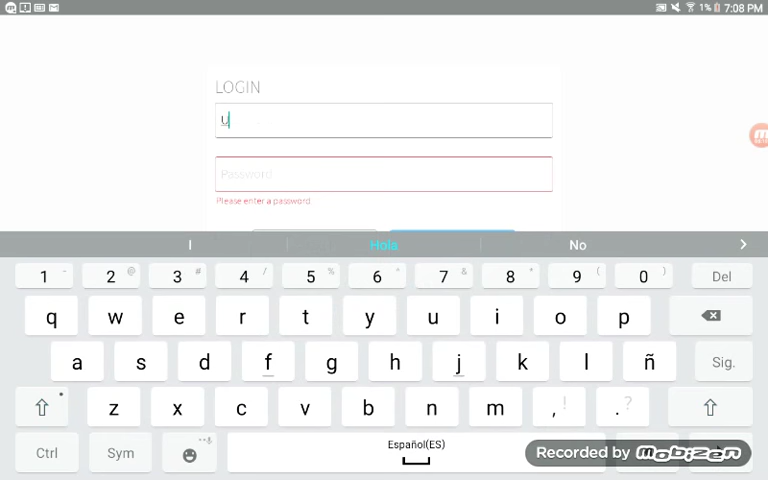 1% 7:08 PM
LOGIN
u
Password
Please enter a password.
I Hola No >
1 - 2 @ 3 # 4 / 5 % 6 ^ 7 & 8 * 9 ( 0 ) Del
q w e r t y u i o p
a s d f g h j k l ñ Sig.
z x c v b n m , ! . ?
Ctrl Sym Español(ES)
Recorded by mobizen